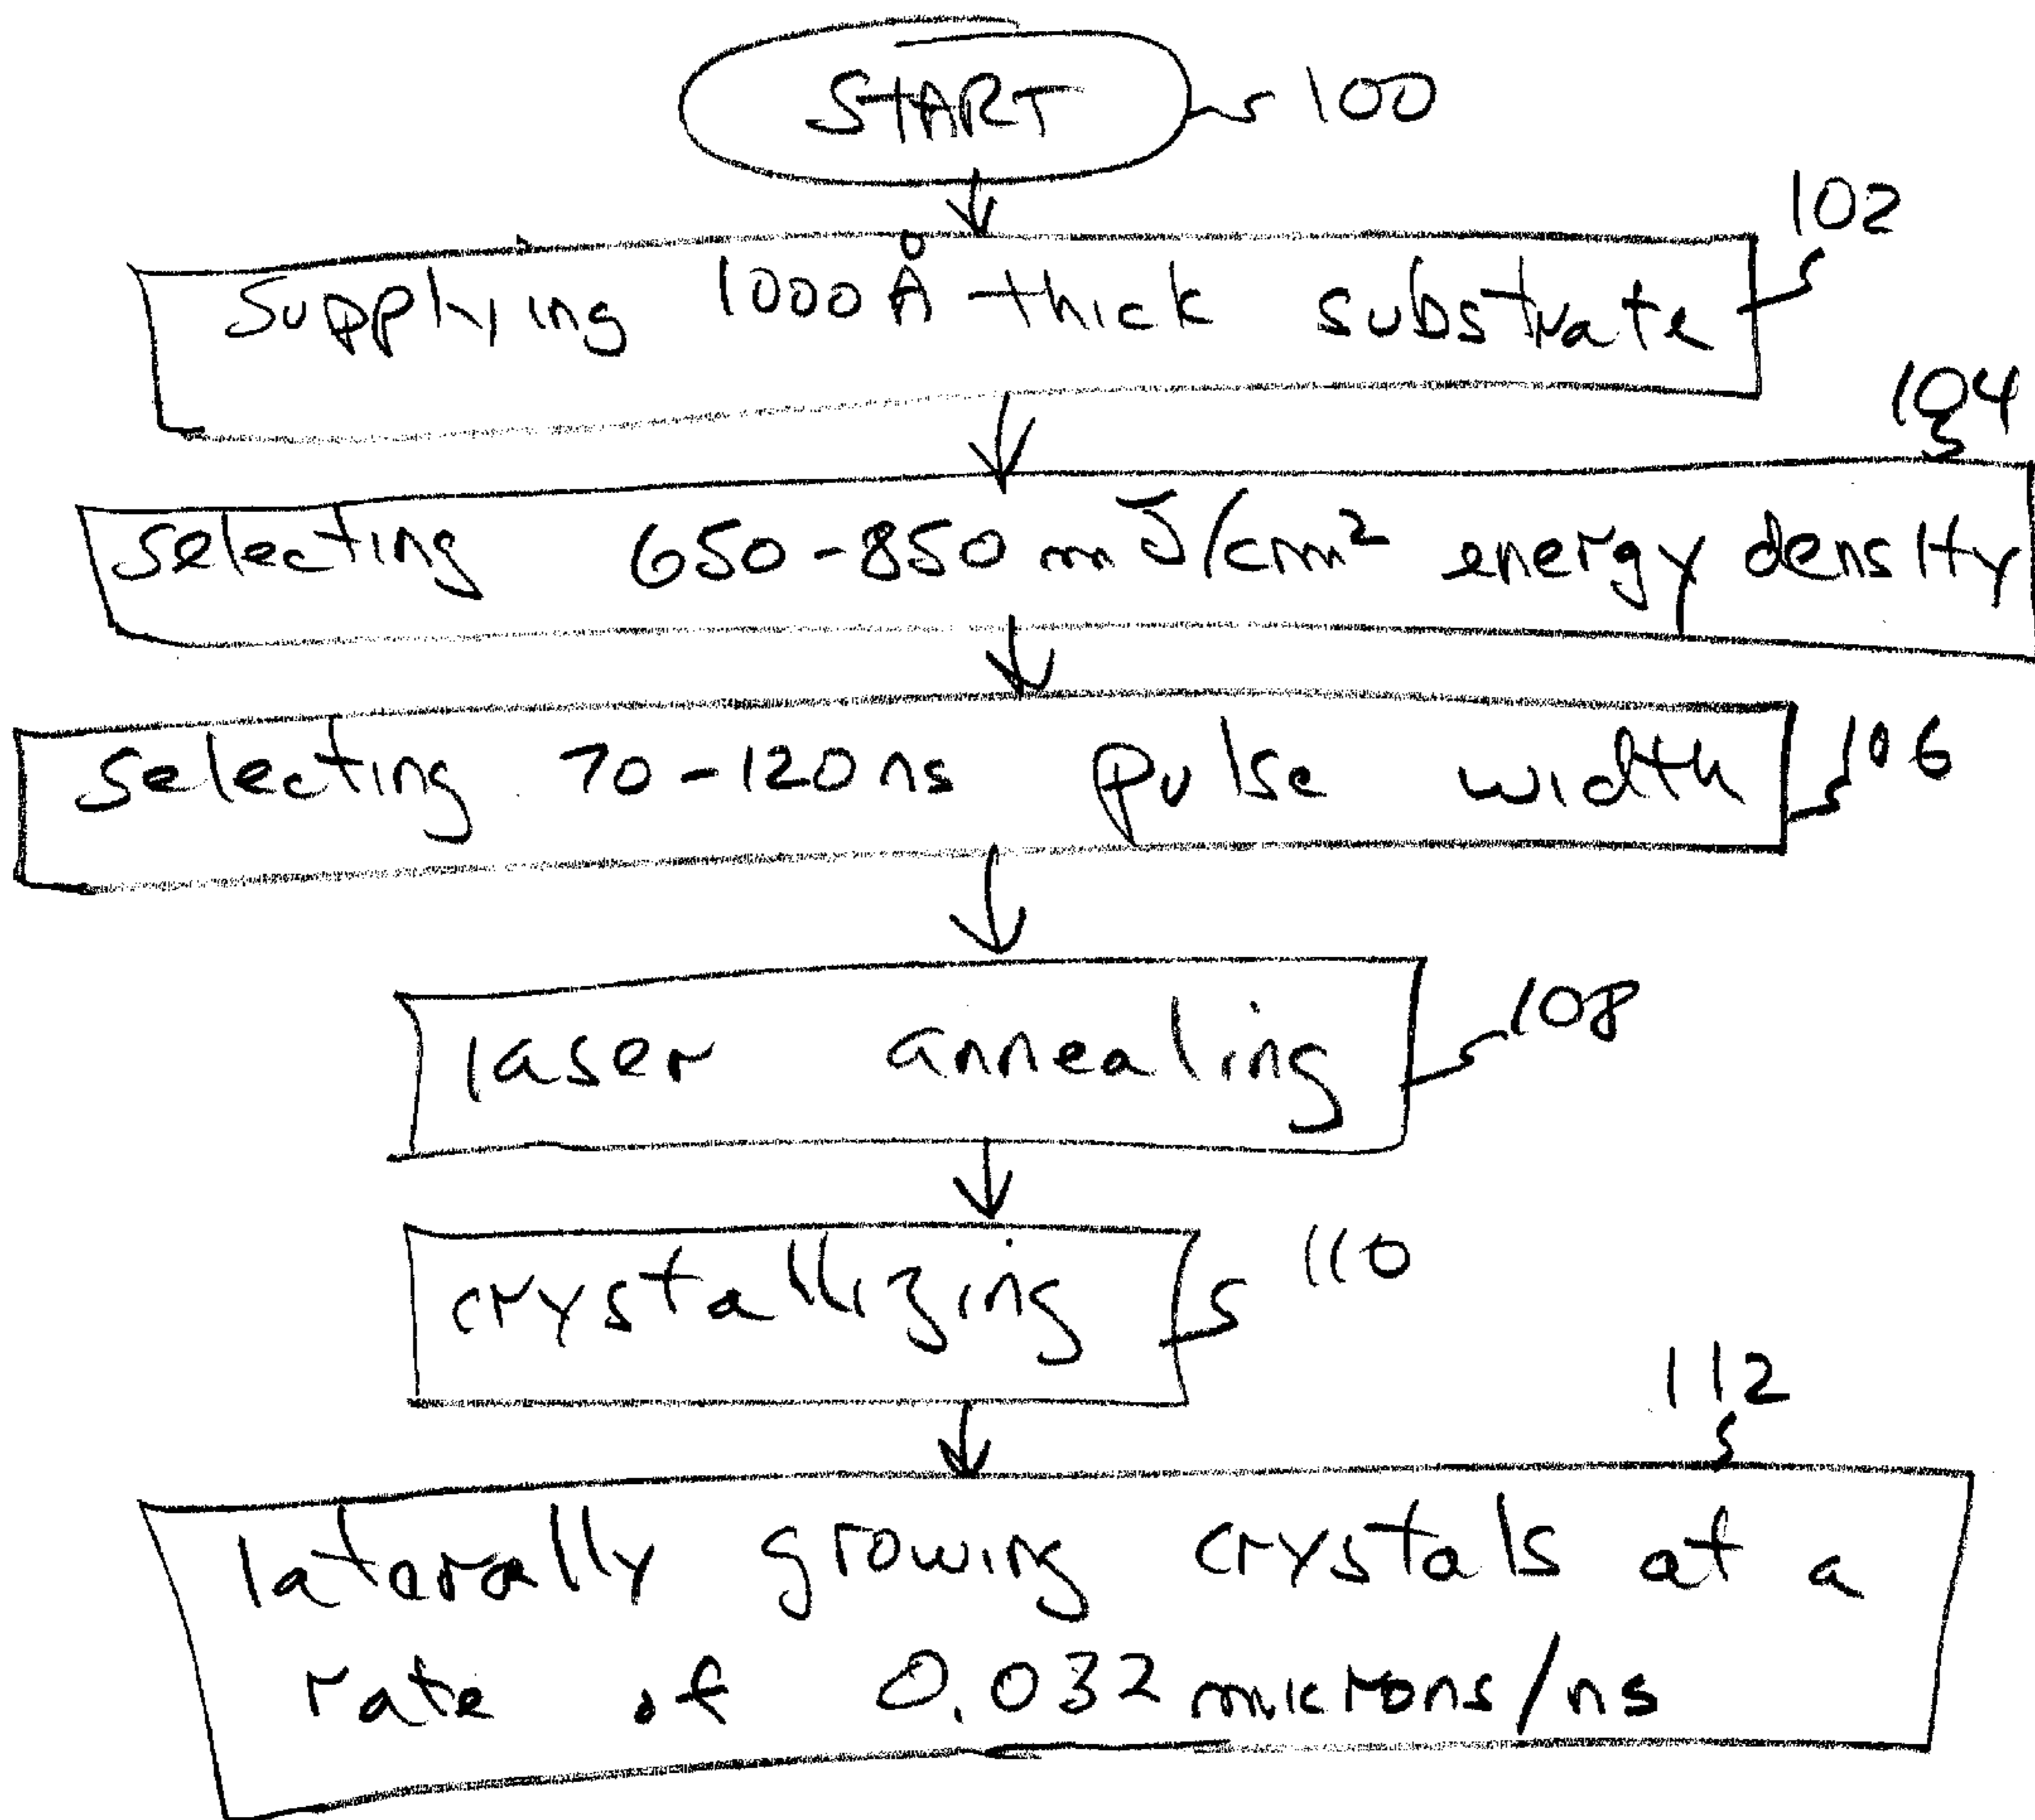 START 100
102
Supplying 1000Å thick substrate
104
Selecting 650-850 mJ/cm² energy density
Selecting 70-120ns pulse width 106
laser annealing 108
crystallizing 110
112
laterally growing crystals at a
rate of 0.032 microns/ns